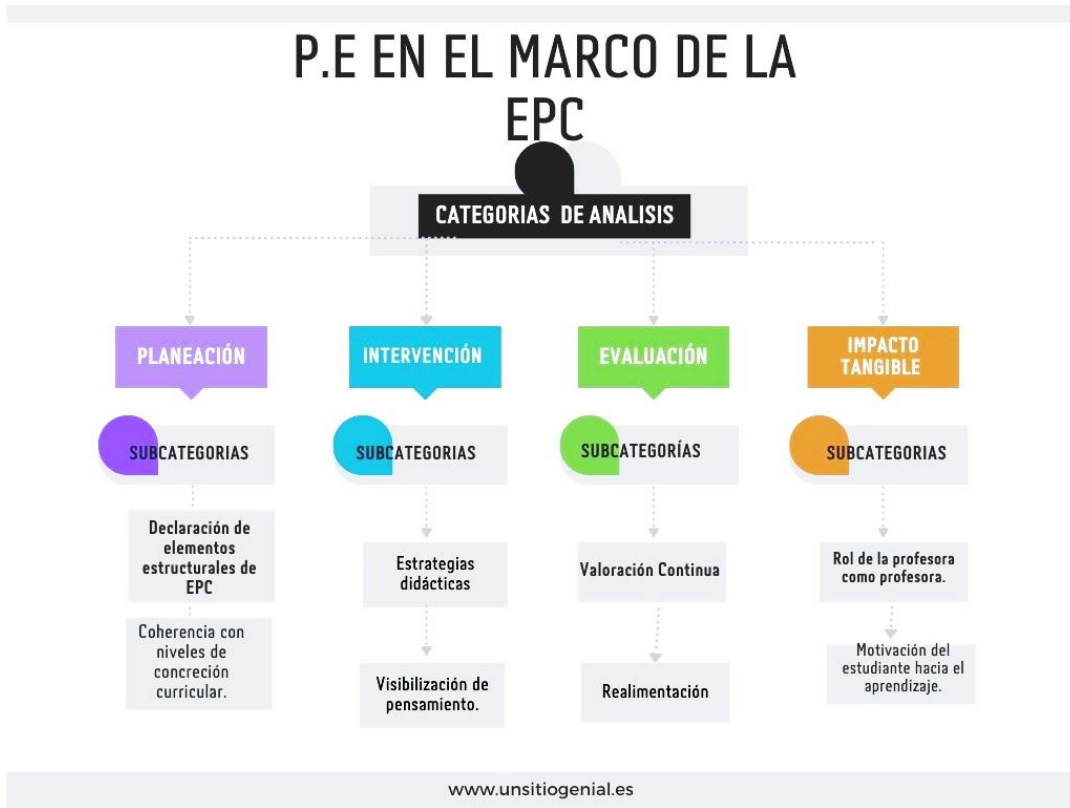 P.E EN EL MARCO DE LA
EPC
CATEGORIAS DE ANALISIS
PLANEACIÓN
INTERVENCIÓN
EVALUACIÓN
IMPACTO
TANGIBLE
SUBCATEGORIAS
SUBCATEGORIAS
SUBCATEGORÍAS
SUBCATEGORIAS
Declaración de
elementos
estructurales de
EPC
Estrategias
didácticas
Valoración Continua
Rol de la profesora
como profesora.
Coherencia con
niveles de
concreción
curricular.
Visibilización de
pensamiento.
Realimentación
Motivación del
estudiante hacia el
aprendizaje.
www.unsitiogenial.es